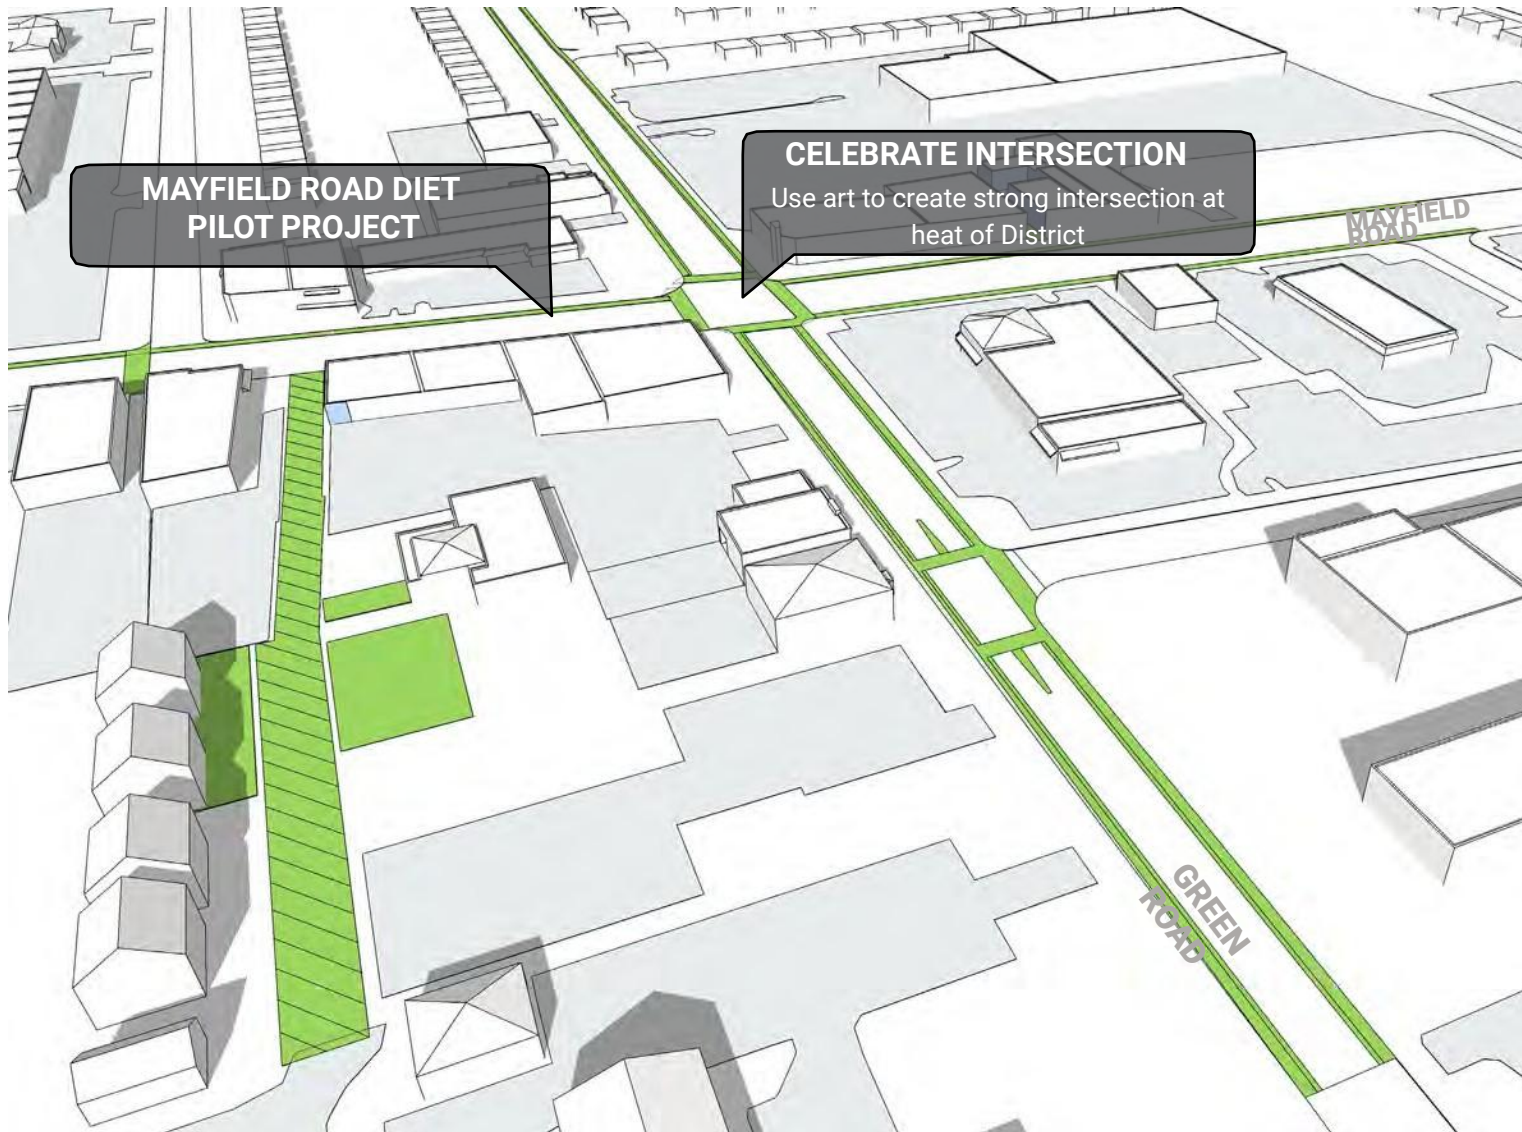 MAYFIELD ROAD DIET
PILOT PROJECT
CELEBRATE INTERSECTION
Use art to create strong intersection at
heat of District
MAYFIELD
ROAD
GREEN
ROAD